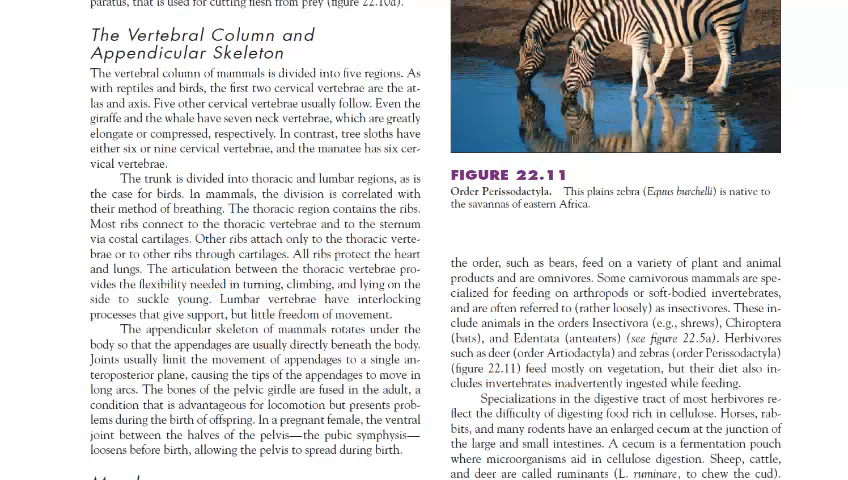 paratus, that is used for cutting flesh from prey (figure 22.10a).
The Vertebral Column and
Appendicular Skeleton
The vertebral column of mammals is divided into five regions. As
with reptiles and birds, the first two cervical vertebrae are the at-
las and axis. Five other cervical vertebrae usually follow. Even the
giraffe and the whale have seven neck vertebrae, which are greatly
elongate or compressed, respectively. In contrast, tree sloths have
either six or nine cervical vertebrae, and the manatee has six cer-
vical vertebrae.
The trunk is divided into thoracic and lumbar regions, as is
the case for birds. In mammals, the division is correlated with
their method of breathing. The thoracic region contains the ribs.
Most ribs connect to the thoracic vertebrae and to the sternum
via costal cartilages. Other ribs attach only to the thoracic verte-
brae or to other ribs through cartilages. All ribs protect the heart
and lungs. The articulation between the thoracic vertebrae pro-
vides the flexibility needed in turning, climbing, and lying on the
side to suckle young. Lumbar vertebrae have interlocking
processes that give support, but little freedom of movement.
The appendicular skeleton of mammals rotates under the
body so that the appendages are usually directly beneath the body.
Joints usually limit the movement of appendages to a single an-
teroposterior plane, causing the tips of the appendages to move in
long arcs. The bones of the pelvic girdle are fused in the adult, a
condition that is advantageous for locomotion but presents prob-
lems during the birth of offspring. In a pregnant female, the ventral
joint between the halves of the pelvis—the pubic symphysis—
loosens before birth, allowing the pelvis to spread during birth.
FIGURE 22.11
Order Perissodactyla. This plains zebra (Equus burchelli) is native to
the savannas of eastern Africa.
the order, such as bears, feed on a variety of plant and animal
products and are omnivores. Some carnivorous mammals are spe-
cialized for feeding on arthropods or soft-bodied invertebrates,
and are often referred to (rather loosely) as insectivores. These in-
clude animals in the orders Insectivora (e.g., shrews), Chiroptera
(bats), and Edentata (anteaters) (see figure 22.5a). Herbivores
such as deer (order Artiodactyla) and zebras (order Perissodactyla)
(figure 22.11) feed mostly on vegetation, but their diet also in-
cludes invertebrates inadvertently ingested while feeding.
Specializations in the digestive tract of most herbivores re-
flect the difficulty of digesting food rich in cellulose. Horses, rab-
bits, and many rodents have an enlarged cecum at the junction of
the large and small intestines. A cecum is a fermentation pouch
where microorganisms aid in cellulose digestion. Sheep, cattle,
and deer are called ruminants (L. ruminare, to chew the cud).